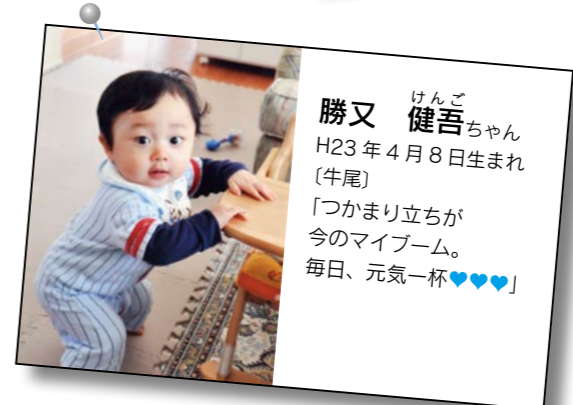 けんご
勝又　健吾ちゃん
H23年4月8日生まれ
〔牛尾〕
「つかまり立ちが
今のマイブーム。
毎日、元気一杯♥♥♥」